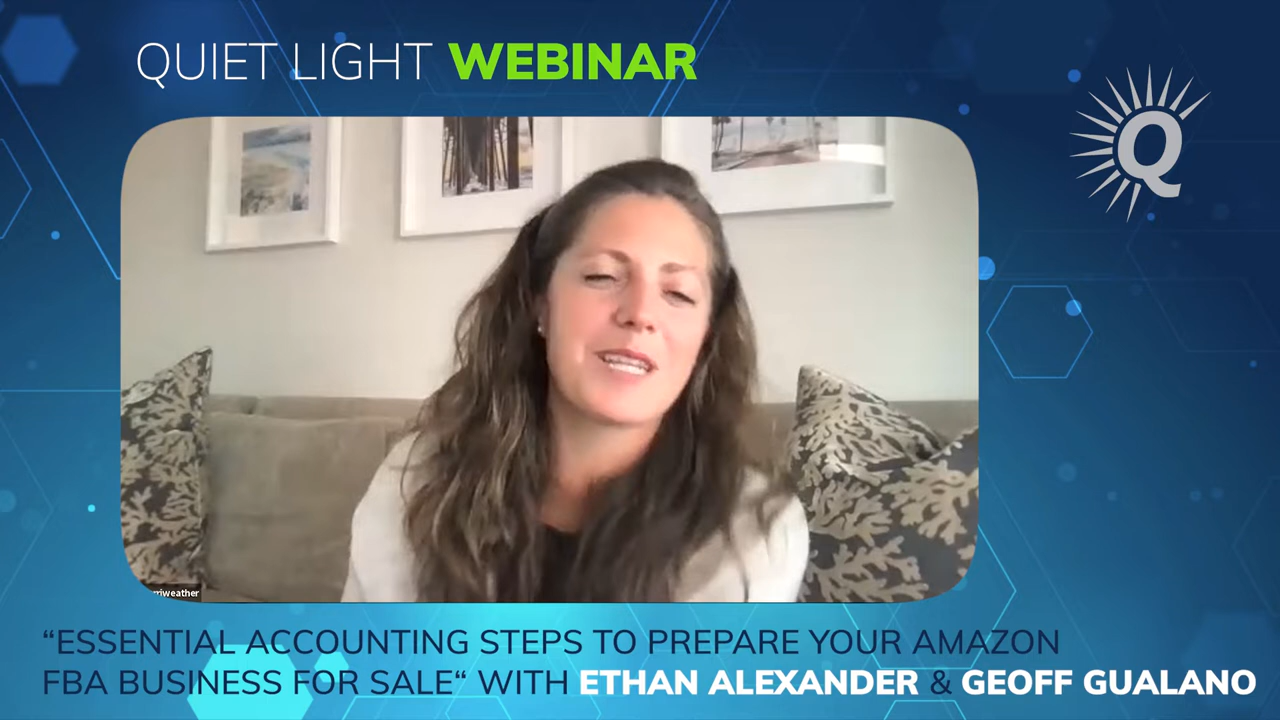 QUIET LIGHT WEBINAR
Q
rriweather
“ESSENTIAL ACCOUNTING STEPS TO PREPARE YOUR AMAZON
FBA BUSINESS FOR SALE“ WITH ETHAN ALEXANDER & GEOFF GUALANO